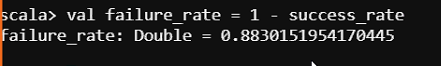 scala> val failure_rate = 1 - success_rate
failure_rate: Double = 0.8830151954170445